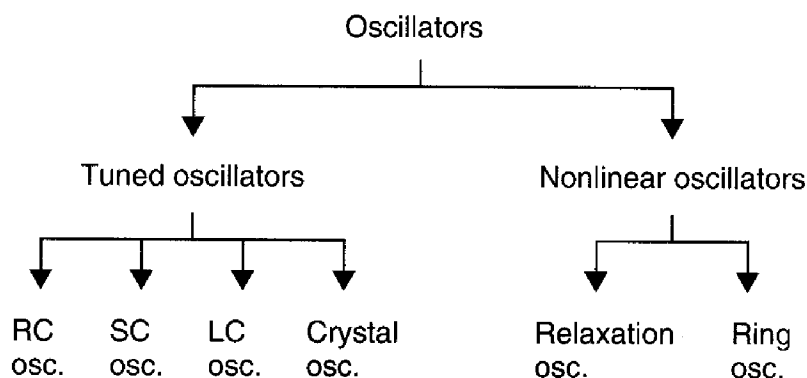 Oscillators
Tuned oscillators
Nonlinear oscillators
RC
osc.
SC
osc.
LC
osc.
Crystal
osc.
Relaxation
osc.
Ring
osc.